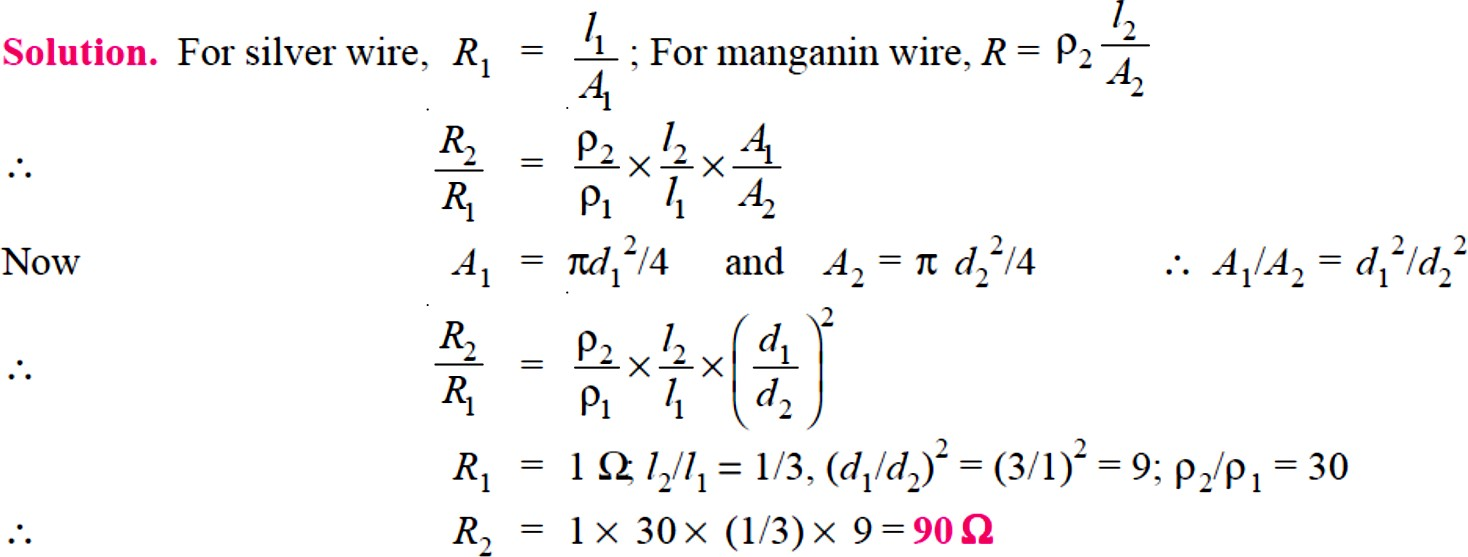 Solution. For silver wire, R₁ = l₁/A₁ ; For manganin wire, R = ρ₂ l₂/A₂
∴ R₂/R₁ = ρ₂/ρ₁ × l₂/l₁ × A₁/A₂
Now A₁ = πd₁²/4 and A₂ = π d₂²/4 ∴ A₁/A₂ = d₁²/d₂²
∴ R₂/R₁ = ρ₂/ρ₁ × l₂/l₁ × (d₁/d₂)²
R₁ = 1 Ω; l₂/l₁ = 1/3, (d₁/d₂)² = (3/1)² = 9; ρ₂/ρ₁ = 30
∴ R₂ = 1 × 30 × (1/3) × 9 = 90 Ω